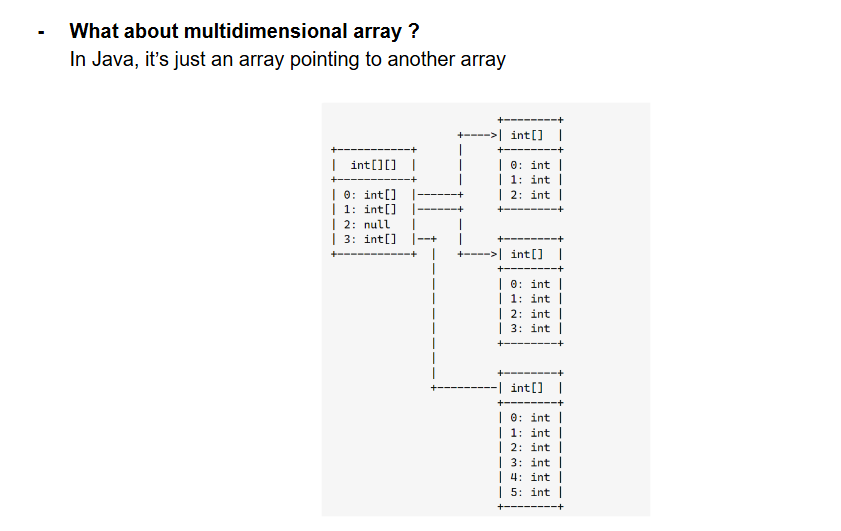 - What about multidimensional array ?
In Java, it's just an array pointing to another array
+--------+
+---->| int[]  |
+-----------+     |     +--------+
|  int[][]  |     |     | 0: int |
+-----------+     |     | 1: int |
| 0: int[]  |------+    | 2: int |
| 1: int[]  |------+    +--------+
| 2: null   |     |
| 3: int[]  |--+  |     +--------+
+-----------+  |  +---->| int[]  |
|        +--------+
|        | 0: int |
|        | 1: int |
|        | 2: int |
|        | 3: int |
|        +--------+
|
|        +--------+
+---------| int[]  |
+--------+
| 0: int |
| 1: int |
| 2: int |
| 3: int |
| 4: int |
| 5: int |
+--------+